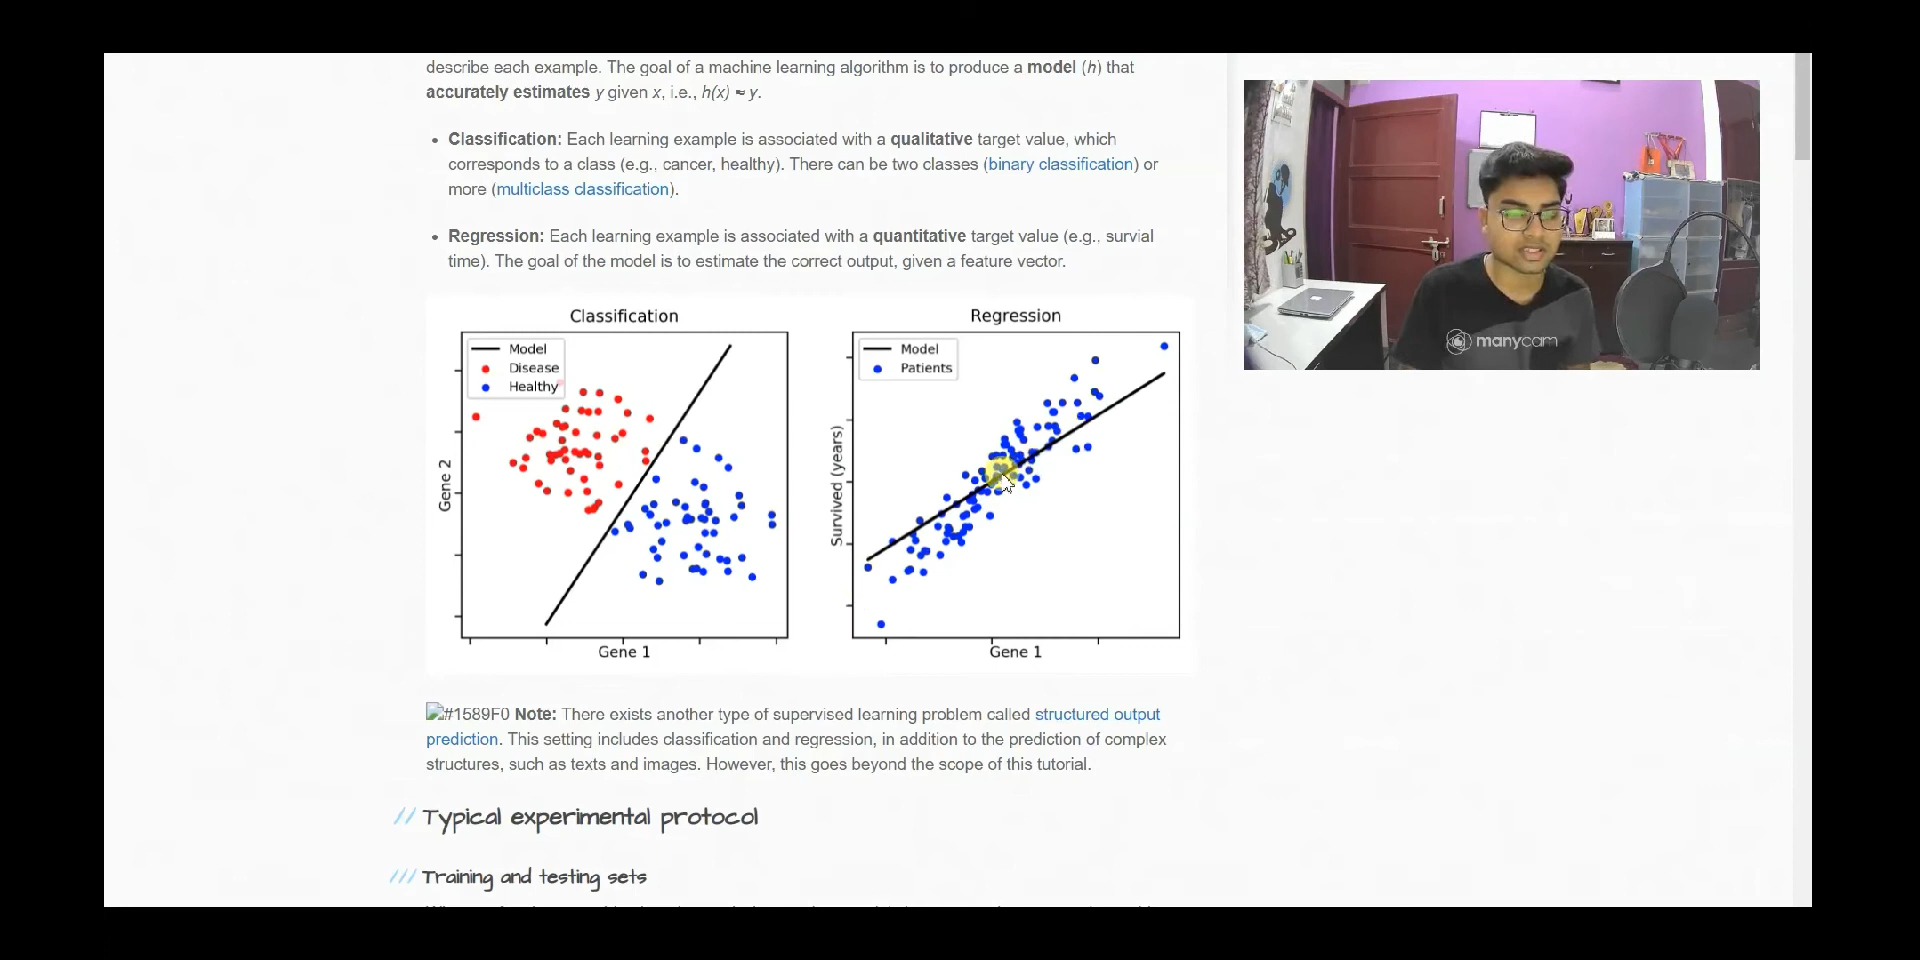 describe each example. The goal of a machine learning algorithm is to produce a model (h) that
accurately estimates y given x, i.e., h(x) ≈ y.
• Classification: Each learning example is associated with a qualitative target value, which
corresponds to a class (e.g., cancer, healthy). There can be two classes (binary classification) or
more (multiclass classification).
• Regression: Each learning example is associated with a quantitative target value (e.g., survial
time). The goal of the model is to estimate the correct output, given a feature vector.
Classification
Model
Disease
Healthy
Gene 2
Gene 1
Regression
Model
Patients
Survived (years)
Gene 1
#1589F0 Note: There exists another type of supervised learning problem called structured output
prediction. This setting includes classification and regression, in addition to the prediction of complex
structures, such as texts and images. However, this goes beyond the scope of this tutorial.
// Typical experimental protocol
/// Training and testing sets
manycam